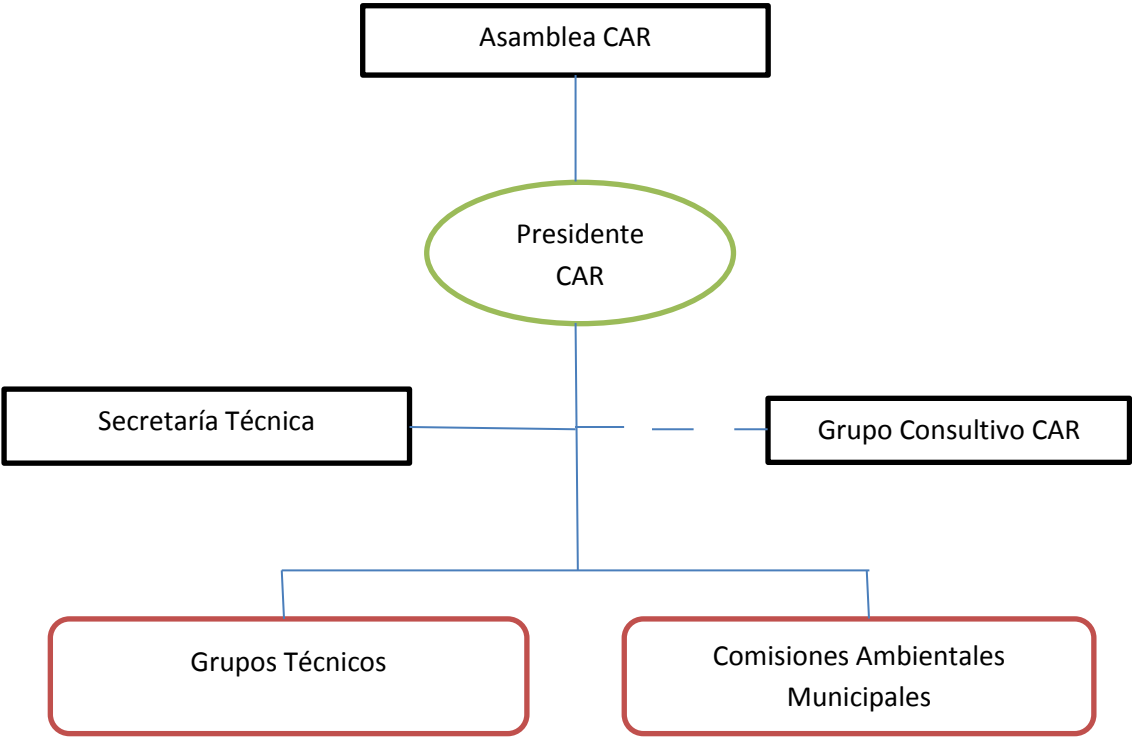 Asamblea CAR
Presidente
CAR
Secretaría Técnica
Grupo Consultivo CAR
Grupos Técnicos
Comisiones Ambientales
Municipales